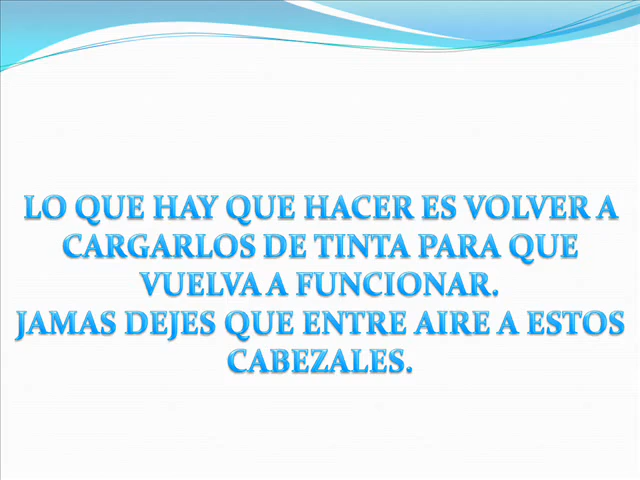 LO QUE HAY QUE HACER ES VOLVER A
CARGARLOS DE TINTA PARA QUE
VUELVA A FUNCIONAR.
JAMAS DEJES QUE ENTRE AIRE A ESTOS
CABEZALES.